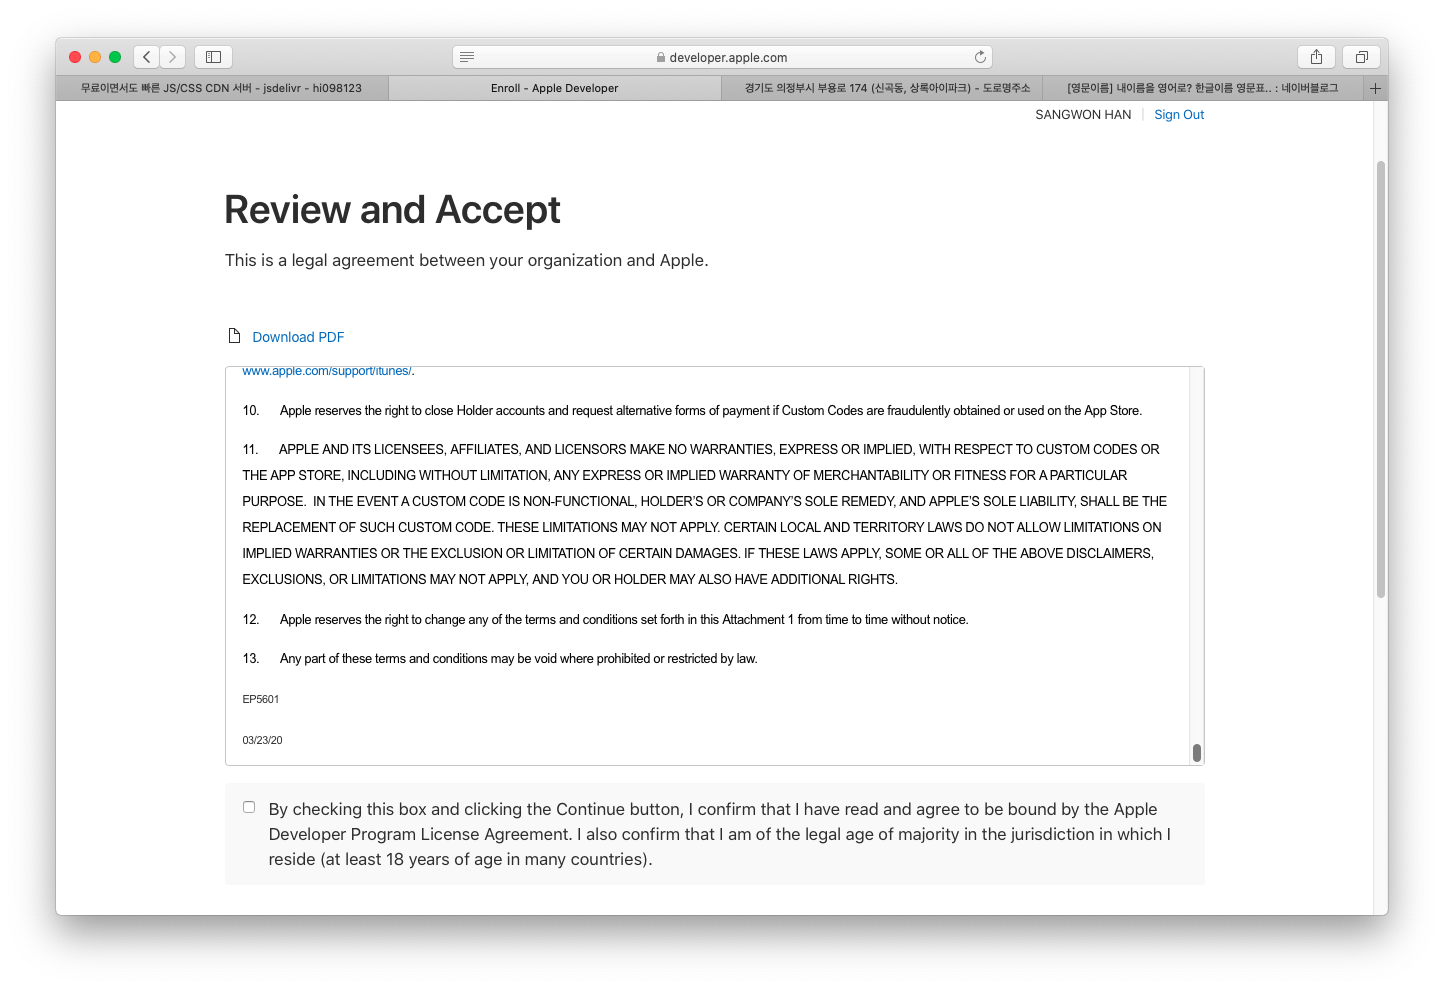 developer.apple.com
무료이면서도 빠른 JS/CSS CDN 서버 - jsdelivr - hi098123
Enroll - Apple Developer
경기도 의정부시 부용로 174 (신곡동, 상록아이파크) - 도로명주소
[영문이름] 내이름을 영어로? 한글이름 영문표.. : 네이버블로그
SANGWON HAN
Sign Out
Review and Accept
This is a legal agreement between your organization and Apple.
Download PDF
www.apple.com/support/itunes/.
10. Apple reserves the right to close Holder accounts and request alternative forms of payment if Custom Codes are fraudulently obtained or used on the App Store.
11. APPLE AND ITS LICENSEES, AFFILIATES, AND LICENSORS MAKE NO WARRANTIES, EXPRESS OR IMPLIED, WITH RESPECT TO CUSTOM CODES OR
THE APP STORE, INCLUDING WITHOUT LIMITATION, ANY EXPRESS OR IMPLIED WARRANTY OF MERCHANTABILITY OR FITNESS FOR A PARTICULAR
PURPOSE. IN THE EVENT A CUSTOM CODE IS NON-FUNCTIONAL, HOLDER'S OR COMPANY'S SOLE REMEDY, AND APPLE'S SOLE LIABILITY, SHALL BE THE
REPLACEMENT OF SUCH CUSTOM CODE. THESE LIMITATIONS MAY NOT APPLY. CERTAIN LOCAL AND TERRITORY LAWS DO NOT ALLOW LIMITATIONS ON
IMPLIED WARRANTIES OR THE EXCLUSION OR LIMITATION OF CERTAIN DAMAGES. IF THESE LAWS APPLY, SOME OR ALL OF THE ABOVE DISCLAIMERS,
EXCLUSIONS, OR LIMITATIONS MAY NOT APPLY, AND YOU OR HOLDER MAY ALSO HAVE ADDITIONAL RIGHTS.
12. Apple reserves the right to change any of the terms and conditions set forth in this Attachment 1 from time to time without notice.
13. Any part of these terms and conditions may be void where prohibited or restricted by law.
EP5601
03/23/20
By checking this box and clicking the Continue button, I confirm that I have read and agree to be bound by the Apple
Developer Program License Agreement. I also confirm that I am of the legal age of majority in the jurisdiction in which I
reside (at least 18 years of age in many countries).